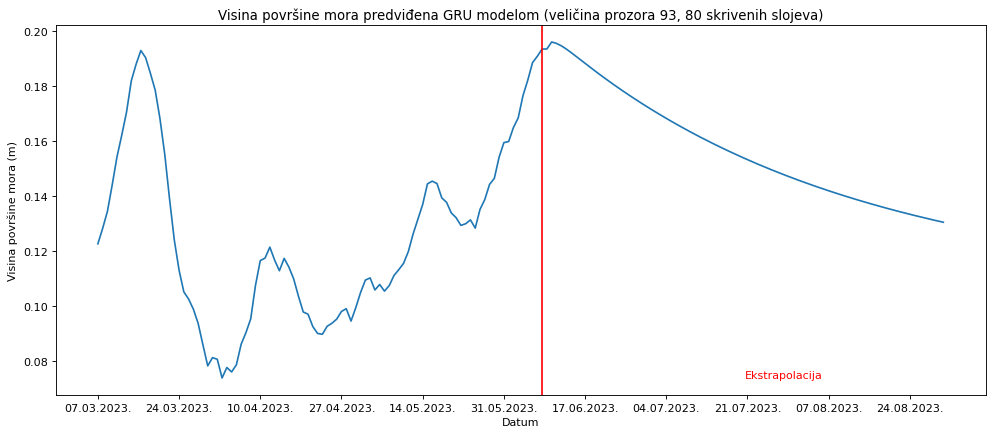 Visina površine mora predviđena GRU modelom (veličina prozora 93, 80 skrivenih slojeva)
0.20
0.18
0.16
0.14
0.12
0.10
0.08
Visina površine mora (m)
Ekstrapolacija
07.03.2023. 24.03.2023. 10.04.2023. 27.04.2023. 14.05.2023. 31.05.2023. 17.06.2023. 04.07.2023. 21.07.2023. 07.08.2023. 24.08.2023.
Datum